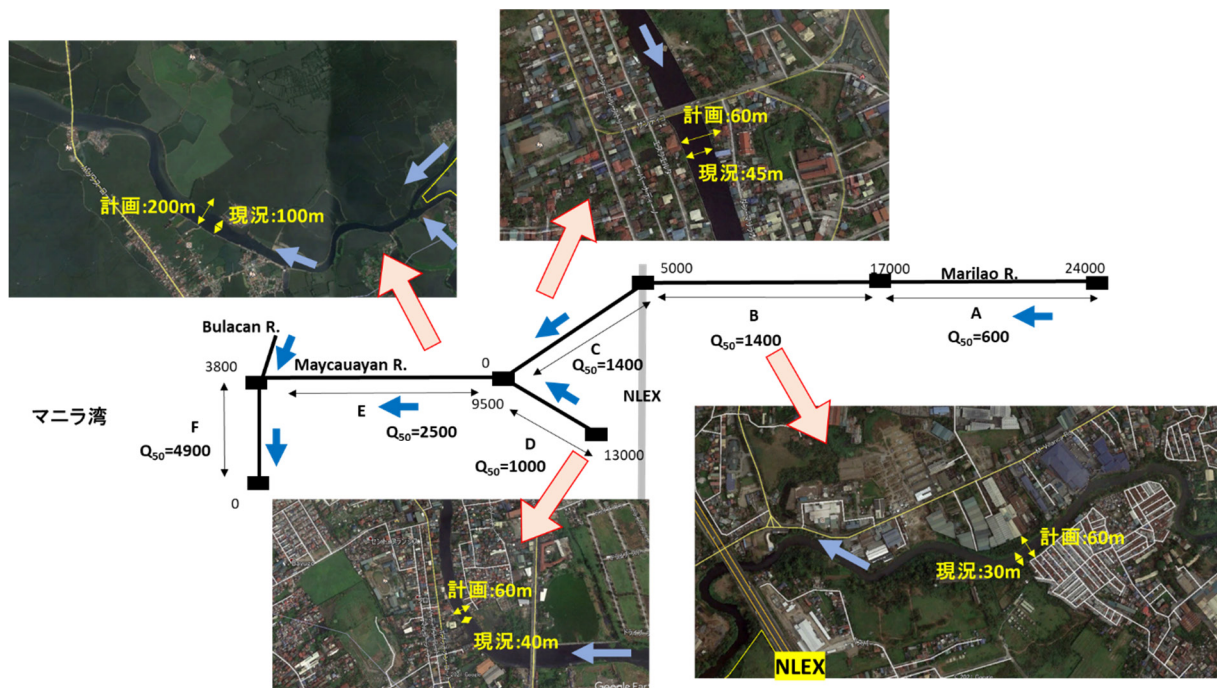 計画:60m
現況:45m
計画:200m
現況:100m
5000
17000
Marilao R.
24000
B
Q50=1400
A
Q50=600
Bulacan R.
3800
Maycauayan R.
0
C
Q50=1400
NLEX
マニラ湾
F
Q50=4900
E
Q50=2500
9500
D
Q50=1000
13000
0
計画:60m
現況:40m
計画:60m
現況:30m
NLEX